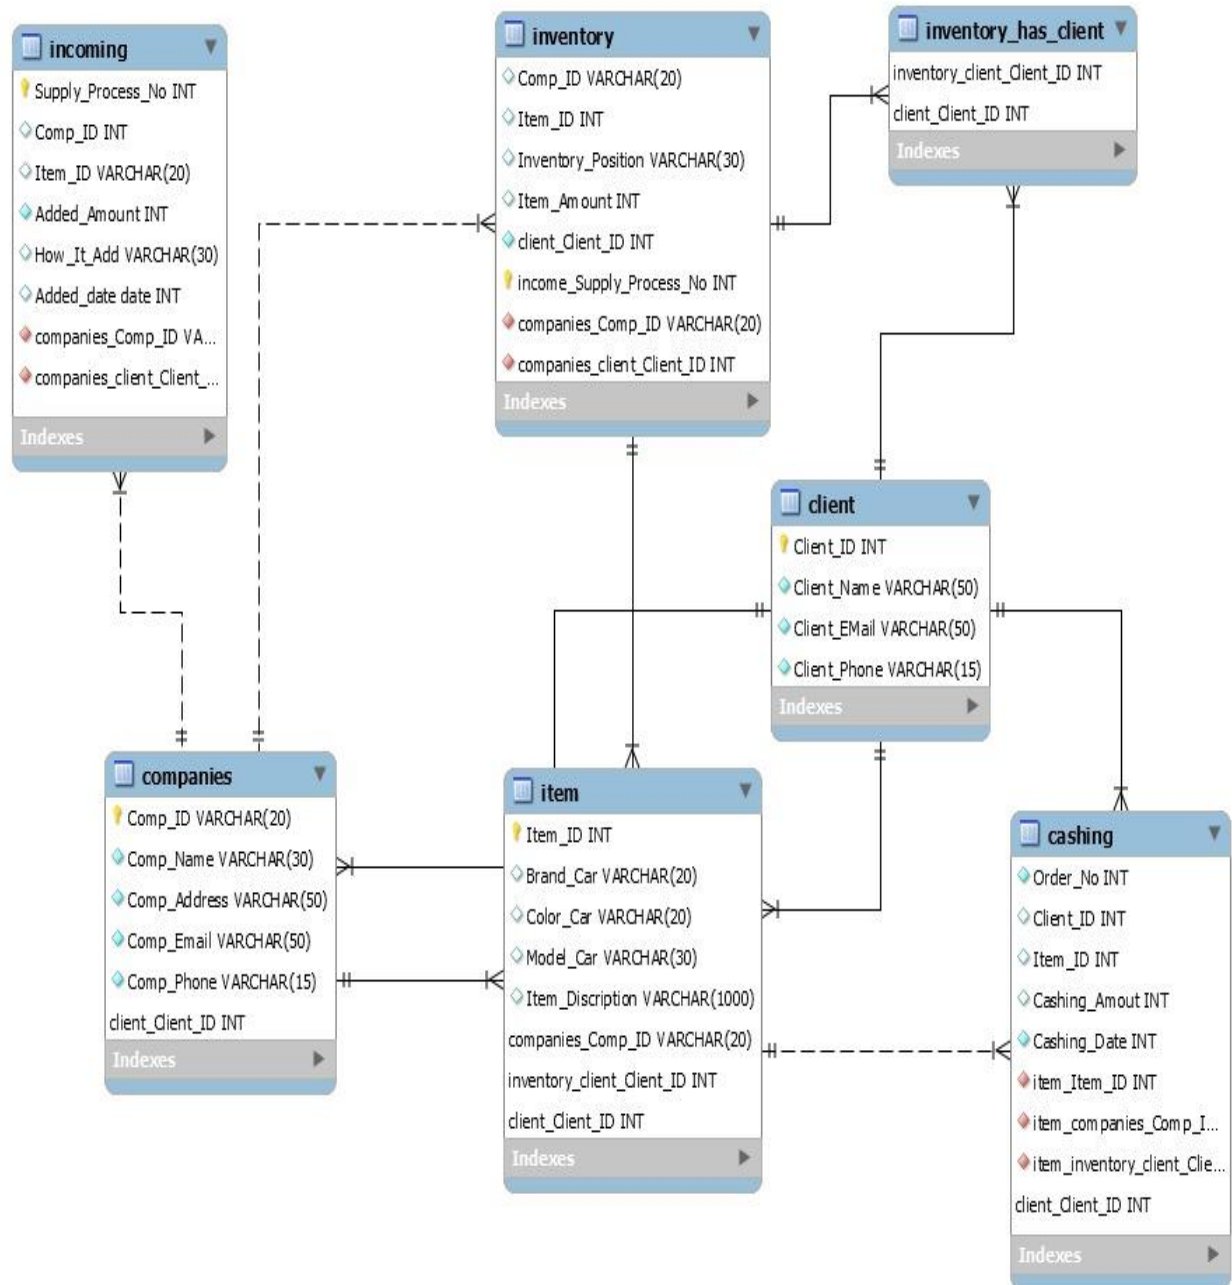 incoming
Supply_Process_No INT
Comp_ID INT
Item_ID VARCHAR(20)
Added_Amount INT
How_It_Add VARCHAR(30)
Added_date date INT
companies_Comp_ID VA...
companies_client_Client_...
Indexes
inventory
Comp_ID VARCHAR(20)
Item_ID INT
Inventory_Position VARCHAR(30)
Item_Amount INT
client_Client_ID INT
income_Supply_Process_No INT
companies_Comp_ID VARCHAR(20)
companies_client_Client_ID INT
Indexes
inventory_has_client
inventory_client_Client_ID INT
client_Client_ID INT
Indexes
client
Client_ID INT
Client_Name VARCHAR(50)
Client_EMail VARCHAR(50)
Client_Phone VARCHAR(15)
Indexes
companies
Comp_ID VARCHAR(20)
Comp_Name VARCHAR(30)
Comp_Address VARCHAR(50)
Comp_Email VARCHAR(50)
Comp_Phone VARCHAR(15)
client_Client_ID INT
Indexes
item
Item_ID INT
Brand_Car VARCHAR(20)
Color_Car VARCHAR(20)
Model_Car VARCHAR(30)
Item_Discription VARCHAR(1000)
companies_Comp_ID VARCHAR(20)
inventory_client_Client_ID INT
client_Client_ID INT
Indexes
cashing
Order_No INT
Client_ID INT
Item_ID INT
Cashing_Amout INT
Cashing_Date INT
item_Item_ID INT
item_companies_Comp_I...
item_inventory_client_Clie...
client_Client_ID INT
Indexes